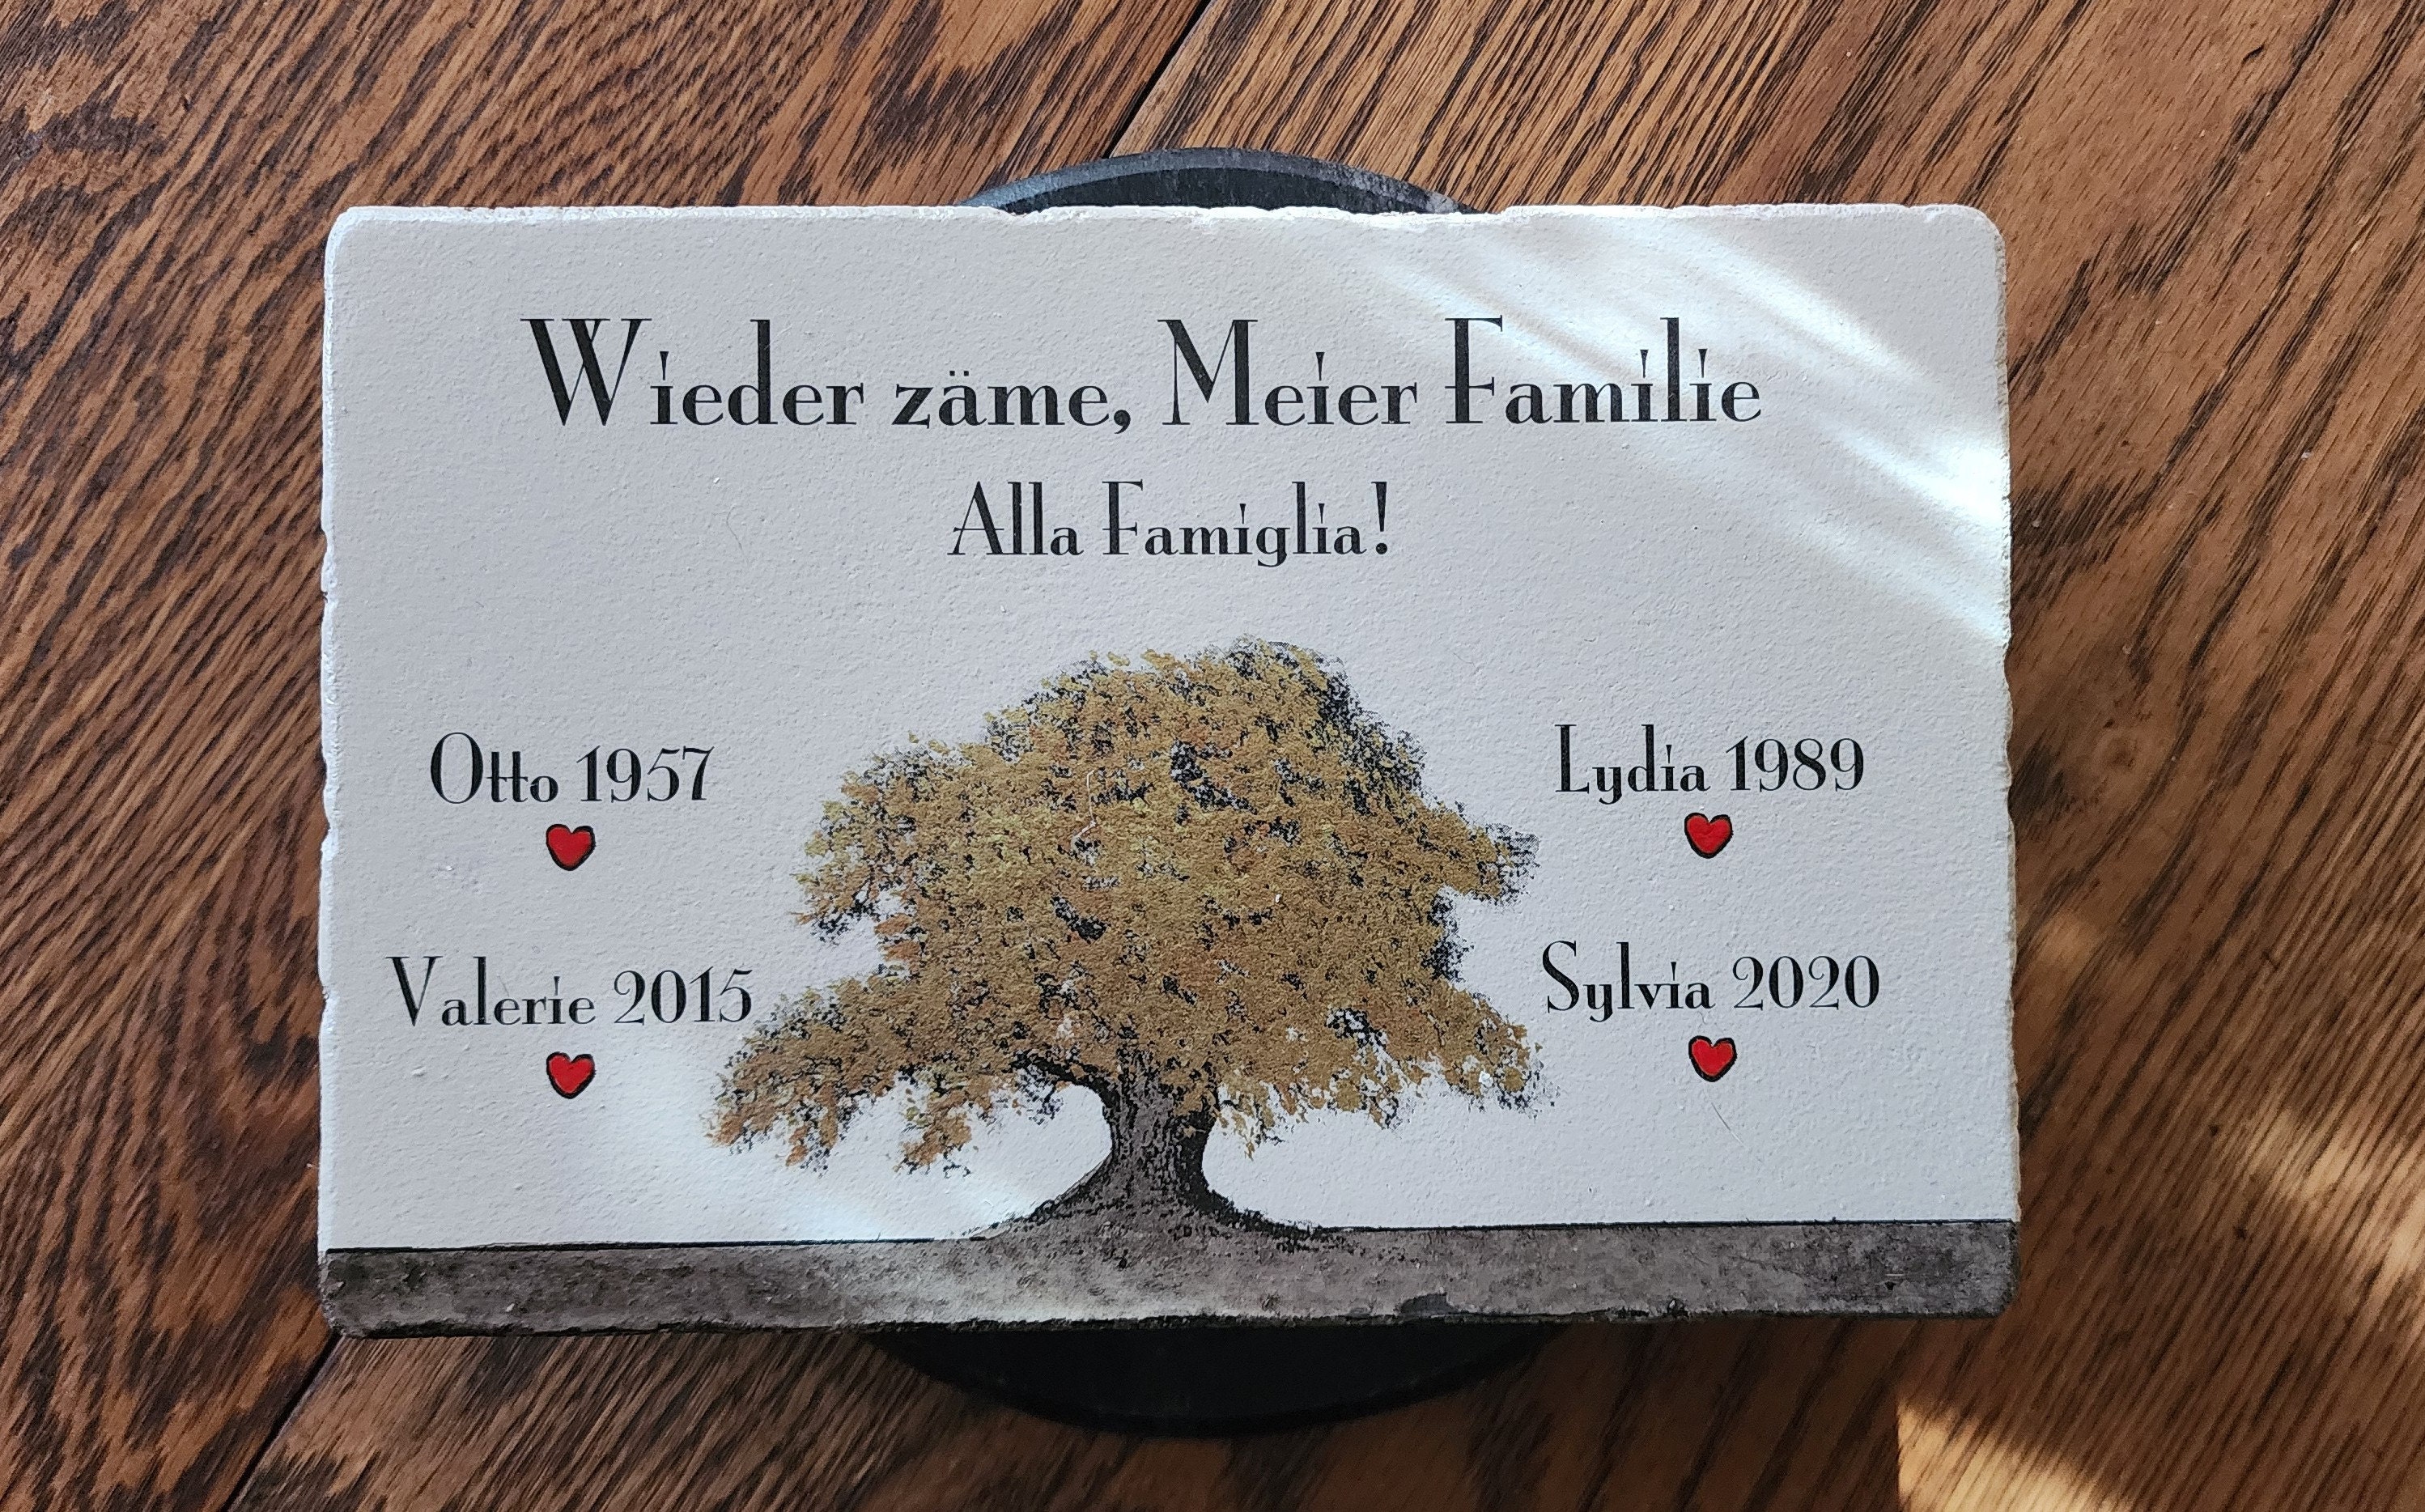 Wieder zäme, Meier Familie
Alla Famiglia!
Otto 1957
Lydia 1989
Valerie 2015
Sylvia 2020